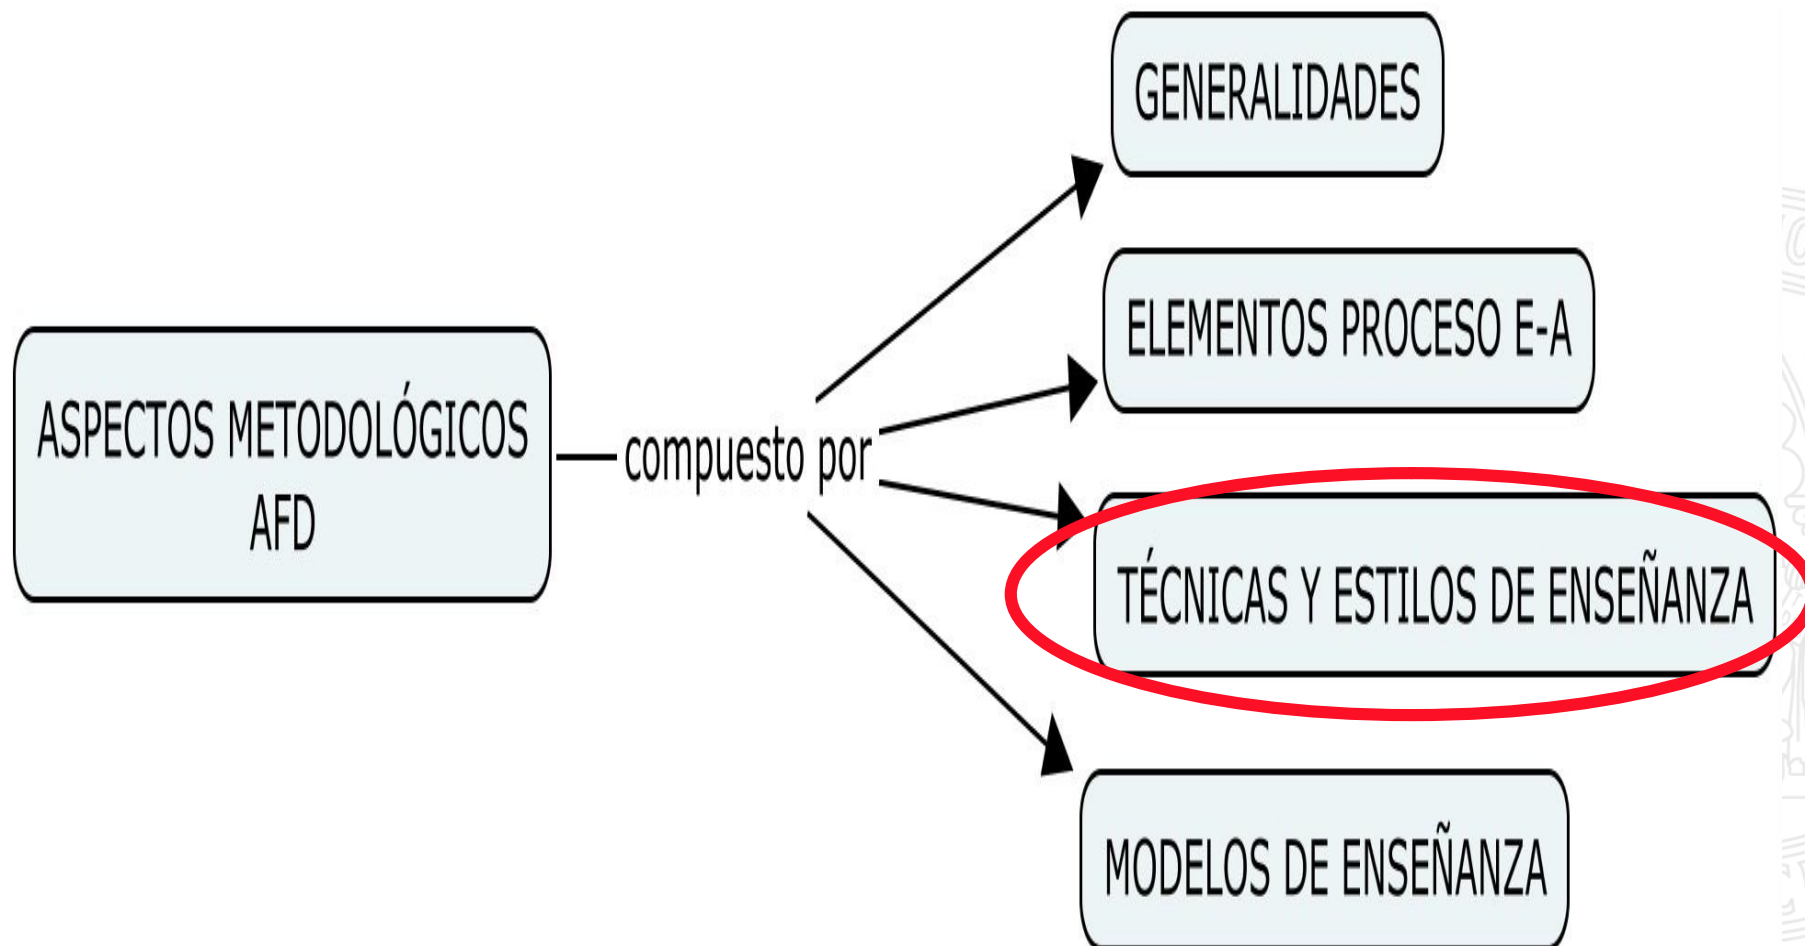 GENERALIDADES
ELEMENTOS PROCESO E-A
ASPECTOS METODOLÓGICOS
AFD
compuesto por
TÉCNICAS Y ESTILOS DE ENSEÑANZA
MODELOS DE ENSEÑANZA